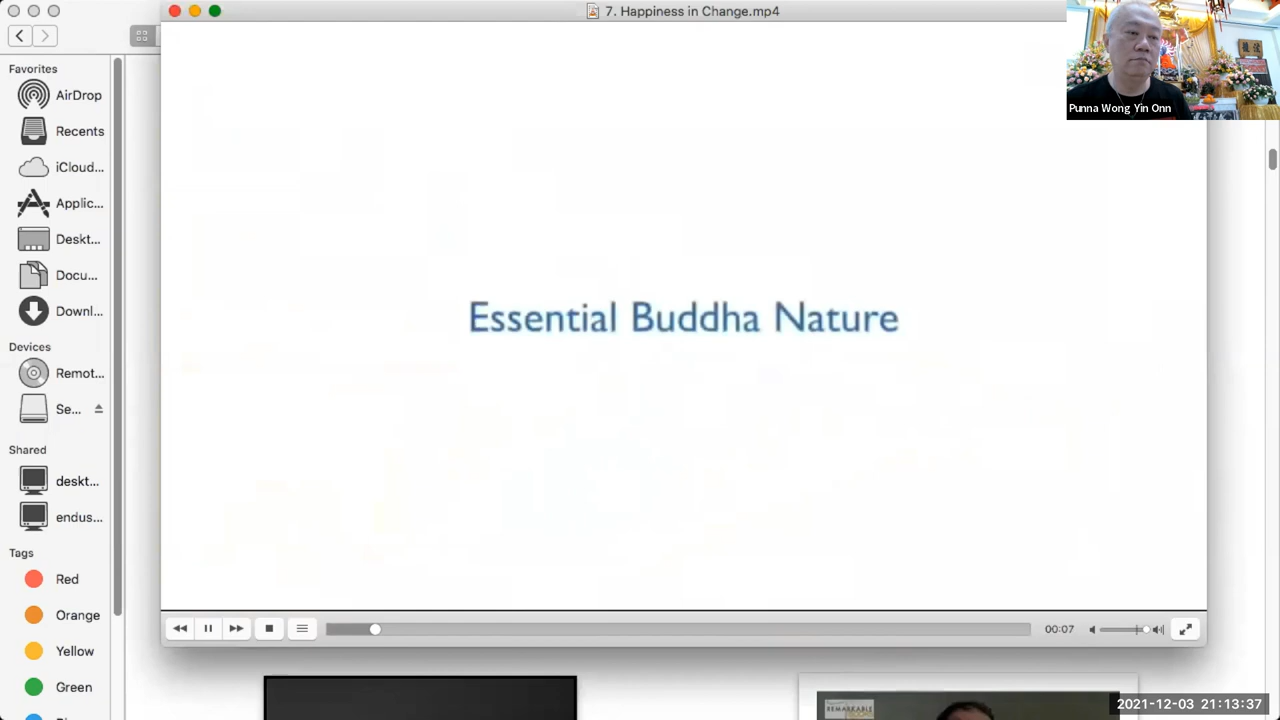 7. Happiness in Change.mp4
Punna Wong Yin Onn
Favorites
AirDrop
Recents
iCloud...
Applic...
Deskt...
Docu...
Downl...
Devices
Remot...
Se...
Shared
deskt...
endus...
Tags
Red
Orange
Yellow
Green
Essential Buddha Nature
00:07
REMARKABLE
2021-12-03 21:13:37